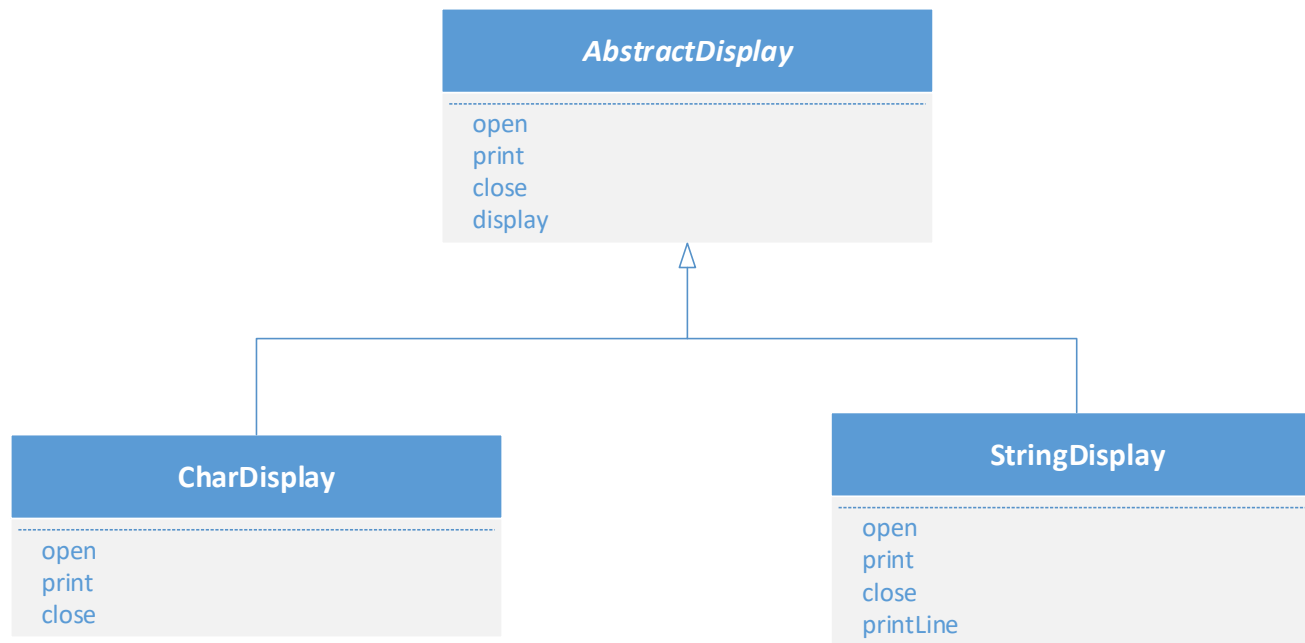 AbstractDisplay
open
print
close
display
CharDisplay
open
print
close
StringDisplay
open
print
close
printLine